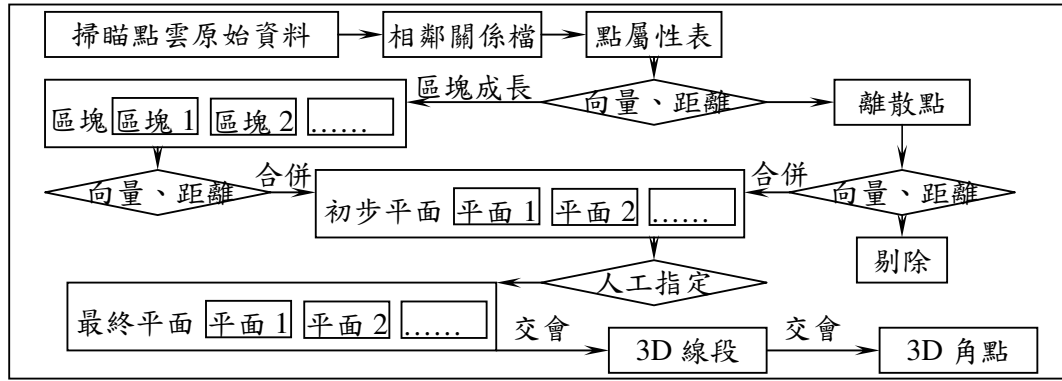 掃瞄點雲原始資料
相鄰關係檔
點屬性表
區塊成長
向量、距離
離散點
區塊 區塊 1 區塊 2 ……
向量、距離
合併
初步平面 平面 1 平面 2 ……
合併
向量、距離
剔除
人工指定
最終平面 平面 1 平面 2 ……
交會
3D 線段
交會
3D 角點